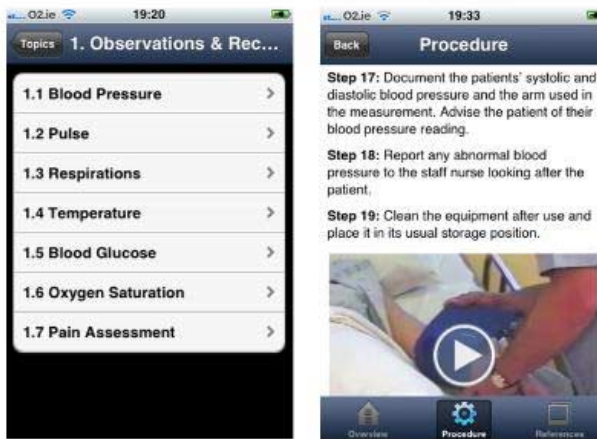 O2.ie 19:20
Topics 1. Observations & Rec...
1.1 Blood Pressure
1.2 Pulse
1.3 Respirations
1.4 Temperature
1.5 Blood Glucose
1.6 Oxygen Saturation
1.7 Pain Assessment
O2.ie 19:33
Back Procedure
Step 17: Document the patients' systolic and
diastolic blood pressure and the arm used in
the measurement. Advise the patient of their
blood pressure reading.
Step 18: Report any abnormal blood
pressure to the staff nurse looking after the
patient.
Step 19: Clean the equipment after use and
place it in its usual storage position.
Overview Procedure References